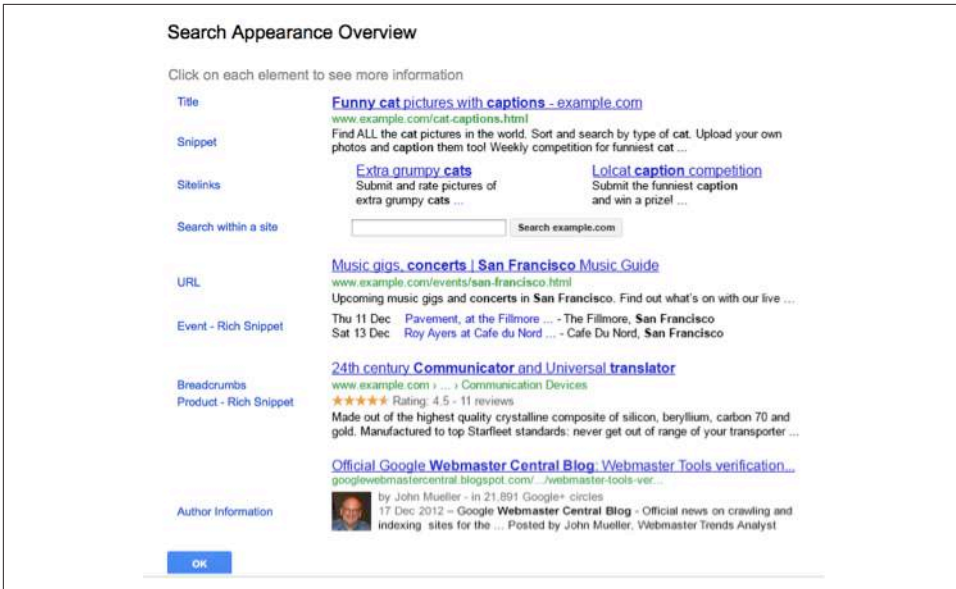 Search Appearance Overview
Click on each element to see more information
Title
Funny cat pictures with captions - example.com
www.example.com/cat-captions.html
Snippet
Find ALL the cat pictures in the world. Sort and search by type of cat. Upload your own
photos and caption them too! Weekly competition for funniest cat ...
Sitelinks
Extra grumpy cats
Submit and rate pictures of
extra grumpy cats ...
Lolcat caption competition
Submit the funniest caption
and win a prize! ...
Search within a site
Search example.com
Music gigs, concerts | San Francisco Music Guide
URL
www.example.com/events/san-francisco.html
Upcoming music gigs and concerts in San Francisco. Find out what's on with our live ...
Event - Rich Snippet
Thu 11 Dec Pavement, at the Fillmore ... - The Fillmore, San Francisco
Sat 13 Dec Roy Ayers at Cafe du Nord ... - Cafe Du Nord, San Francisco
24th century Communicator and Universal translator
Breadcrumbs
www.example.com › ... › Communication Devices
Product - Rich Snippet
Rating: 4.5 - 11 reviews
Made out of the highest quality crystalline composite of silicon, beryllium, carbon 70 and
gold. Manufactured to top Starfleet standards: never get out of range of your transporter ...
Official Google Webmaster Central Blog: Webmaster Tools verification...
googlewebmastercentral.blogspot.com/.../webmaster-tools-ver...
Author Information
by John Mueller - in 21,891 Google+ circles
17 Dec 2012 – Google Webmaster Central Blog - Official news on crawling and
indexing sites for the ... Posted by John Mueller, Webmaster Trends Analyst
OK